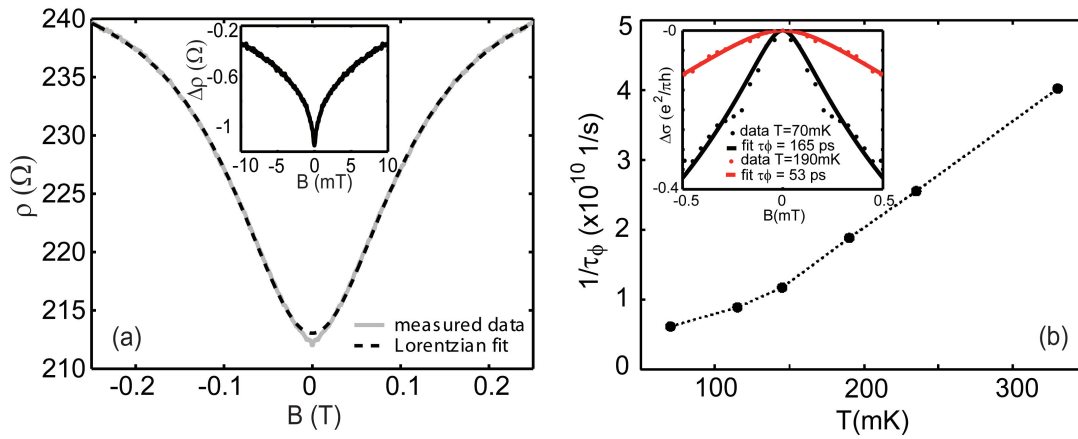 240
235
230
225
220
215
210
ρ (Ω)
-0.2
-0.6
-1
Δρ (Ω)
-10 -5 0 5 10
B (mT)
(a)
measured data
Lorentzian fit
-0.2 -0.1 0 0.1 0.2
B (T)
5
4
3
2
1
0
1/τϕ (x10¹⁰ 1/s)
-0
-0.4
Δσ (e²/πh)
data T=70mK
fit τϕ = 165 ps
data T=190mK
fit τϕ = 53 ps
-0.5 0 0.5
B(mT)
(b)
100 150 200 250 300
T(mK)